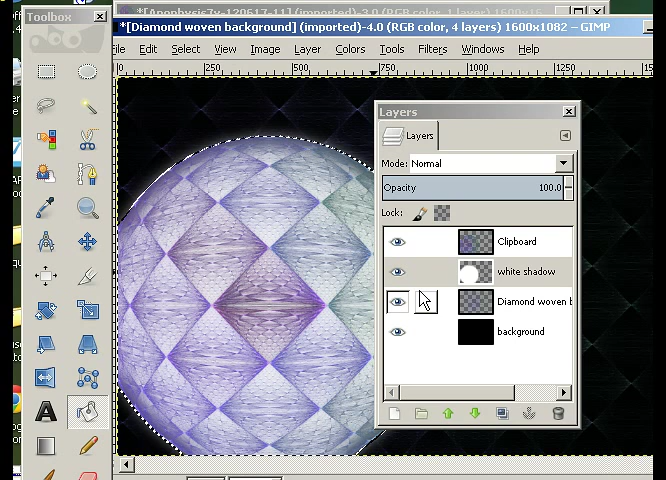 Toolbox
*[Diamond woven background] (imported)-4.0 (RGB color, 4 layers) 1600x1082 – GIMP
File Edit Select View Image Layer Colors Tools Filters Windows Help
0 250 500 750 1000 1250
Layers
Layers
Mode: Normal
Opacity 100.0
Lock:
Clipboard
white shadow
Diamond woven b
background